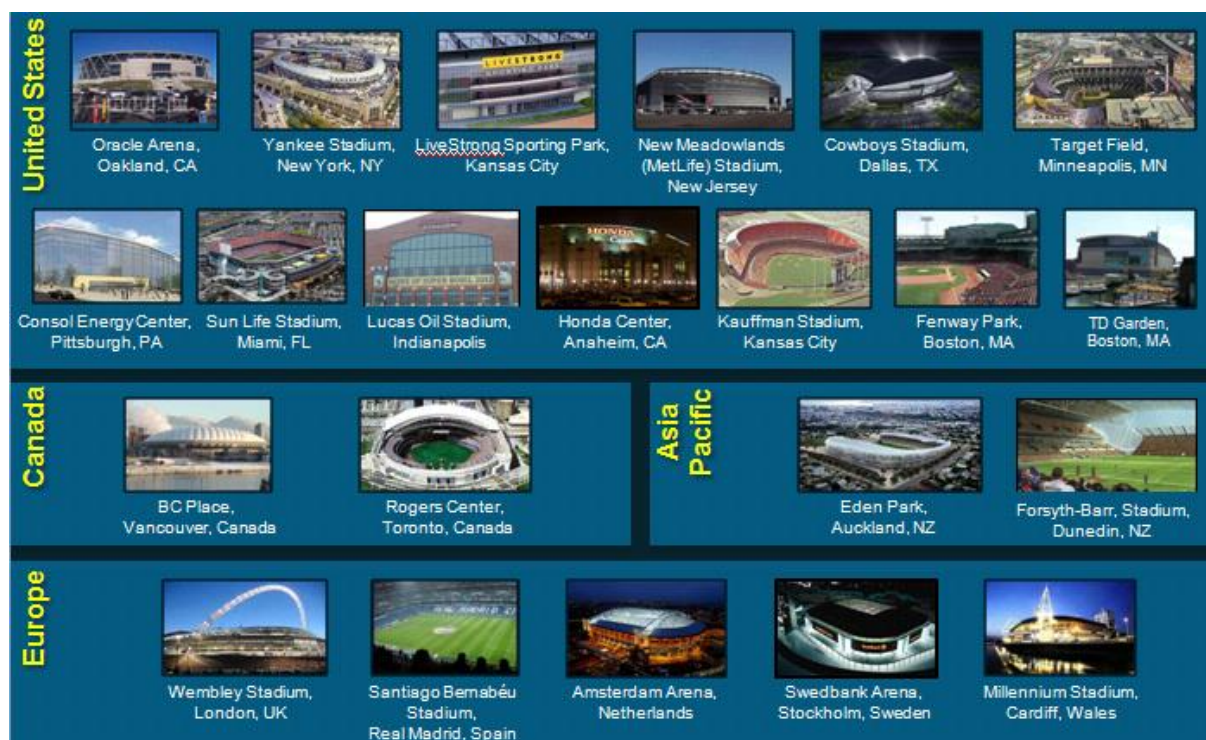 United States
Oracle Arena,
Oakland, CA
Yankee Stadium,
New York, NY
LIVESTRONG
SPORTING PARK
LiveStrong Sporting Park,
Kansas City
New Meadowlands
(MetLife) Stadium,
New Jersey
Cowboys Stadium,
Dallas, TX
Target Field,
Minneapolis, MN
Consol Energy Center,
Pittsburgh, PA
Sun Life Stadium,
Miami, FL
Lucas Oil Stadium,
Indianapolis
HONDA
Honda Center,
Anaheim, CA
Kauffman Stadium,
Kansas City
Fenway Park,
Boston, MA
TD Garden,
Boston, MA
Canada
BC Place,
Vancouver, Canada
Rogers Center,
Toronto, Canada
Asia
Pacific
Eden Park,
Auckland, NZ
Forsyth-Barr, Stadium,
Dunedin, NZ
Europe
Wembley Stadium,
London, UK
Santiago Bernabéu
Stadium,
Real Madrid, Spain
Amsterdam Arena,
Netherlands
Swedbank Arena,
Stockholm, Sweden
Millennium Stadium,
Cardiff, Wales